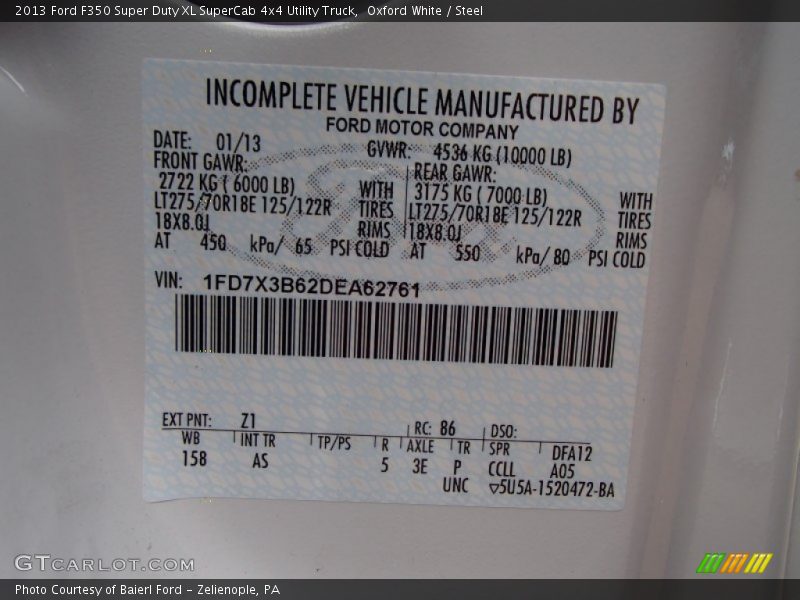 2013 Ford F350 Super Duty XL SuperCab 4x4 Utility Truck,  Oxford White / Steel
INCOMPLETE VEHICLE MANUFACTURED BY
FORD MOTOR COMPANY
DATE: 01/13 GVWR: 4536 KG (10000 LB)
FRONT GAWR: REAR GAWR:
2722 KG ( 6000 LB) WITH 3175 KG ( 7000 LB) WITH
LT275/70R18E 125/122R TIRES LT275/70R18E 125/122R TIRES
18X8.0J RIMS 18X8.0J RIMS
AT 450 kPa/ 65 PSI COLD AT 550 kPa/ 80 PSI COLD
VIN: 1FD7X3B62DEA62761
EXT PNT: Z1 RC: 86 DSO:
WB INT TR TP/PS R AXLE TR SPR DFA12
158 AS 5 3E P CCLL A05
UNC ▽5U5A-1520472-BA
GTCARLOT.COM
Photo Courtesy of Baierl Ford - Zelienople, PA